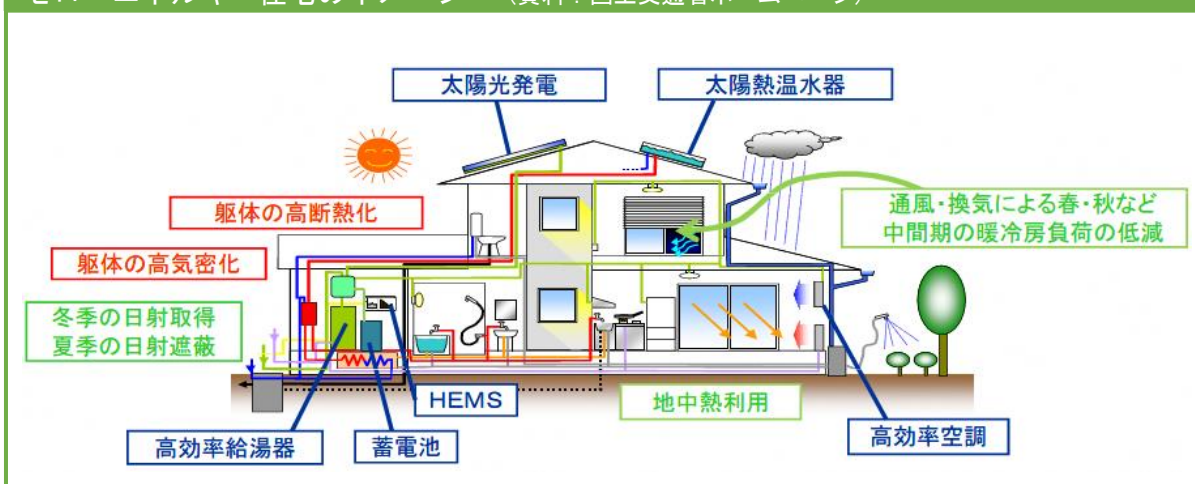 太陽光発電
太陽熱温水器
通風・換気による春・秋など
中間期の暖冷房負荷の低減
躯体の高断熱化
躯体の高気密化
冬季の日射取得
夏季の日射遮蔽
HEMS
地中熱利用
高効率給湯器
蓄電池
高効率空調